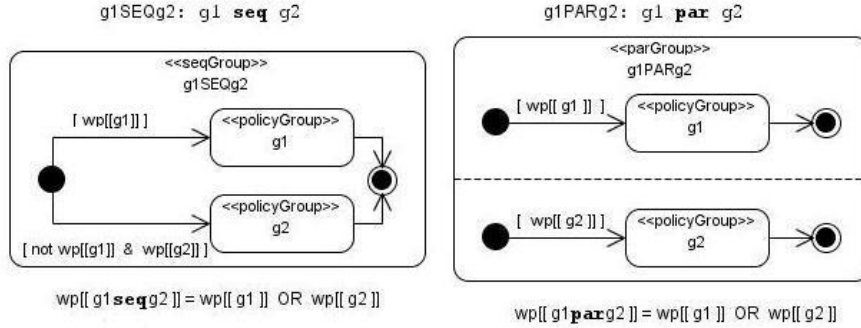 g1SEQg2: g1 seq g2
<<seqGroup>>
g1SEQg2
[ wp[[g1]] ]
<<policyGroup>>
g1
<<policyGroup>>
g2
[ not wp[[g1]] & wp[[g2]] ]
wp[[ g1seqg2 ]] = wp[[ g1 ]] OR wp[[ g2 ]]
g1PARg2: g1 par g2
<<parGroup>>
g1PARg2
[ wp[[ g1 ]] ]
<<policyGroup>>
g1
[ wp[[ g2 ]] ]
<<policyGroup>>
g2
wp[[ g1parg2 ]] = wp[[ g1 ]] OR wp[[ g2 ]]